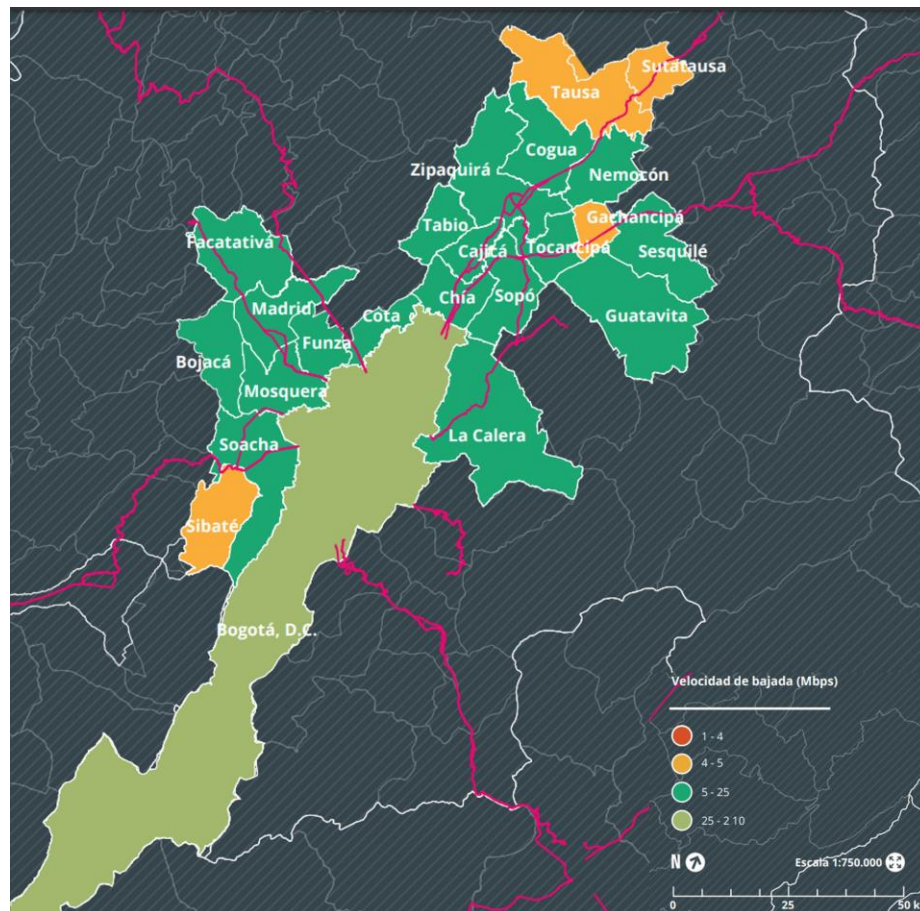 Sutatausa
Tausa
Cogua
Zipaquirá
Nemocón
Gachancipá
Tabio
Facatativá
Cajicá
Tocancipá
Sesquilé
Chía
Sopó
Madrid
Cota
Guatavita
Funza
Bojacá
Mosquera
La Calera
Soacha
Sibaté
Bogotá, D.C.
Velocidad de bajada (Mbps)
1 - 4
4 - 5
5 - 25
25 - 2 10
N
Escala 1:750.000
0 25 50 k